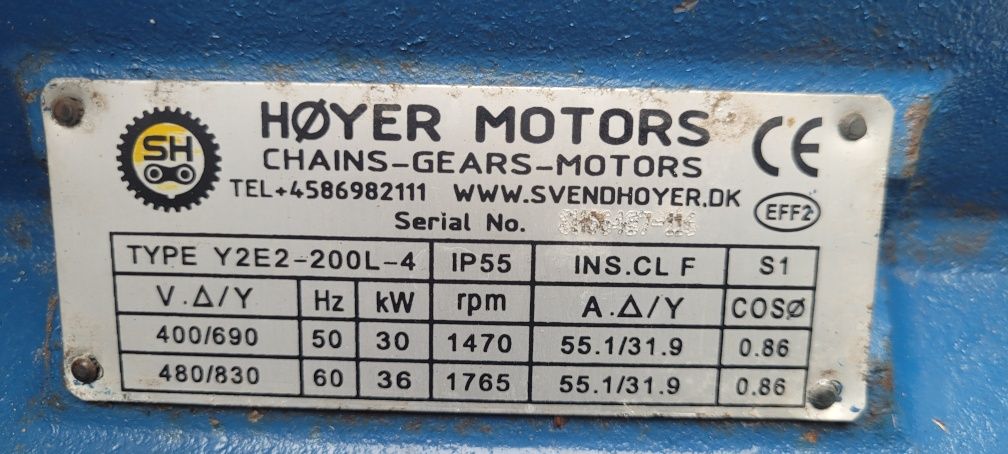 SH
HØYER MOTORS
CHAINS-GEARS-MOTORS
TEL+4586982111 WWW.SVENDHOYER.DK
CE
EFF2
Serial No.
TYPE Y2E2-200L-4 IP55 INS.CL F S1
V.Δ/Y Hz kW rpm A.Δ/Y COSØ
400/690 50 30 1470 55.1/31.9 0.86
480/830 60 36 1765 55.1/31.9 0.86